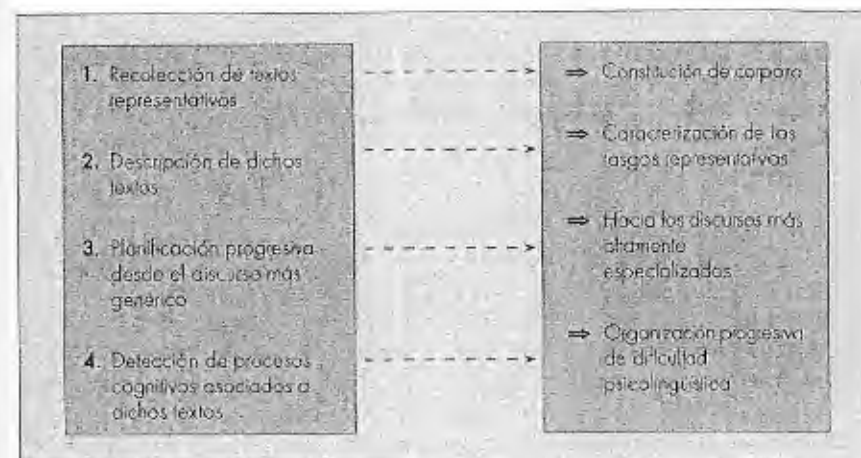 1. Recolección de textos
representativos
2. Descripción de dichos
textos
3. Planificación progresiva
desde el discurso más
genérico
4. Detección de procesos
cognitivos asociados a
dichos textos
⇒ Constitución de corpora
⇒ Caracterización de los
rasgos representativos
⇒ Hacia los discursos más
altamente
especializados
⇒ Organización progresiva
de dificultad
psicolingüística